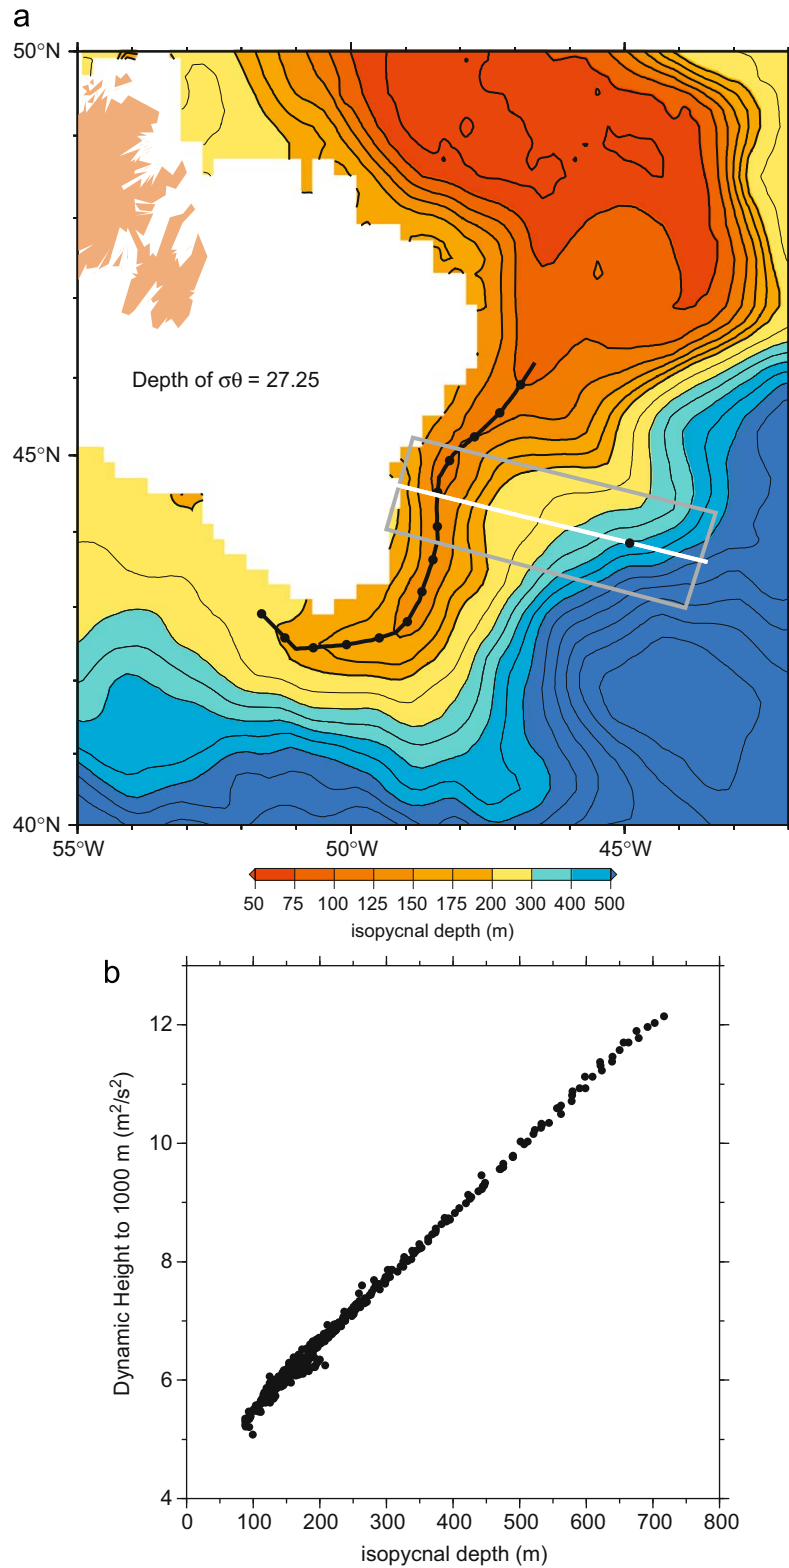 a
50°N
Depth of σθ = 27.25
45°N
40°N
55°W 50°W 45°W
50 75 100 125 150 175 200 300 400 500
isopycnal depth (m)
b
12
10
8
6
4
Dynamic Height to 1000 m (m²/s²)
0 100 200 300 400 500 600 700 800
isopycnal depth (m)